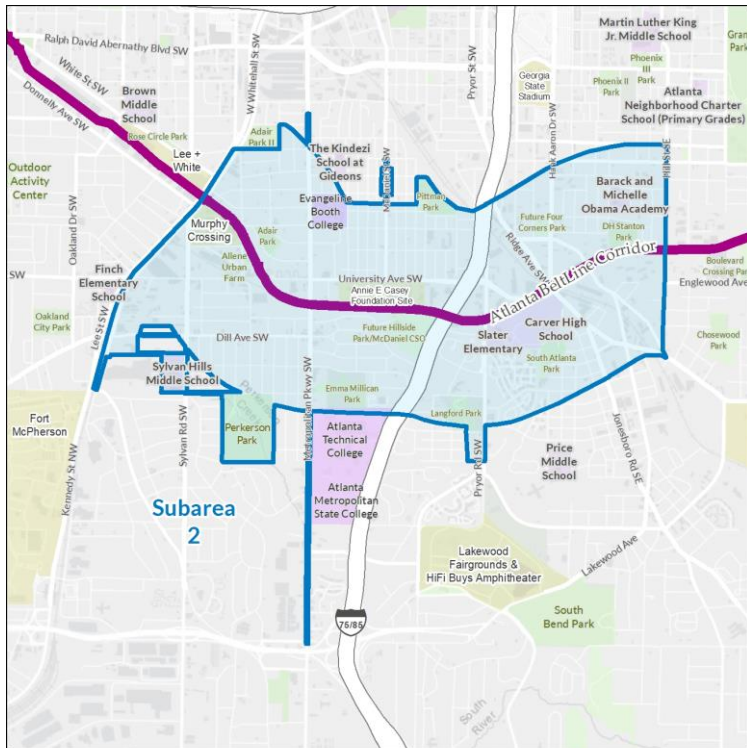 Ralph David Abernathy Blvd SW
White St SW
Donnelly Ave SW
Brown
Middle
School
Rose Circle Park
W Whitehall St SW
Pryor St SW
Georgia
State
Stadium
Martin Luther King
Jr. Middle School
Phoenix
III
Park
Phoenix II
Park
Atlanta
Neighborhood Charter
School (Primary Grades)
Hank Aaron Dr SW
Hill St SE
Adair
Park II
Lee +
White
The Kindezi
School at
Gideons
Evangeline
Booth
College
Pittman
Park
Outdoor
Activity
Center
Oakland Dr SW
Murphy
Crossing
Adair
Park
Allene
Urban
Farm
Barack and
Michelle
Obama Academy
Future Four
Corners Park
DH Stanton
Park
Ridge Ave SW
Atlanta BeltLine Corridor
Boulevard
Crossing Park
Englewood Ave
SW
Finch
Elementary
School
University Ave SW
Annie E Casey
Foundation Site
Oakland
City Park
Lee St SW
Dill Ave SW
Future Hillside
Park/McDaniel CSO
Slater
Elementary
Carver High
School
South Atlanta
Park
Chosewood
Park
Sylvan Hills
Middle School
Emma Millican
Park
Metropolitan Pkwy SW
Langford Park
Fort
McPherson
Perkerson
Park
Sylvan Rd SW
Atlanta
Technical
College
Pryor Rd SW
Price
Middle
School
Jonesboro Rd SE
Kennedy St NW
Subarea
2
Atlanta
Metropolitan
State College
Lakewood
Fairgrounds &
HiFi Buys Amphitheater
Lakewood Ave
75/85
South
Bend Park
South
River